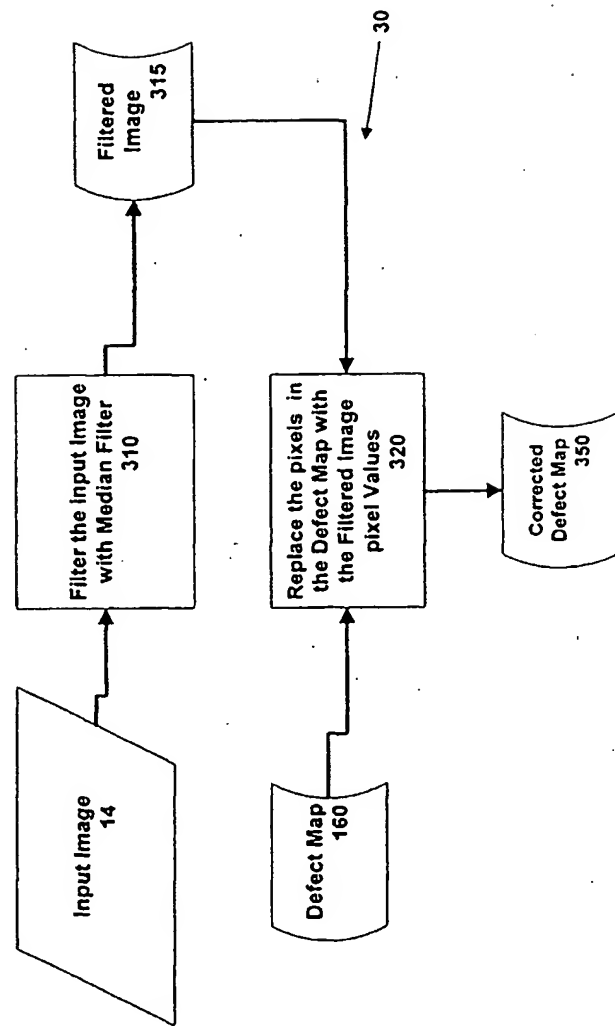 Input Image
14
Filter the Input Image
with Median Filter
310
Filtered
Image
315
Defect Map
160
Replace the pixels in
the Defect Map with
the Filtered Image
pixel Values
320
Corrected
Defect Map
350
30